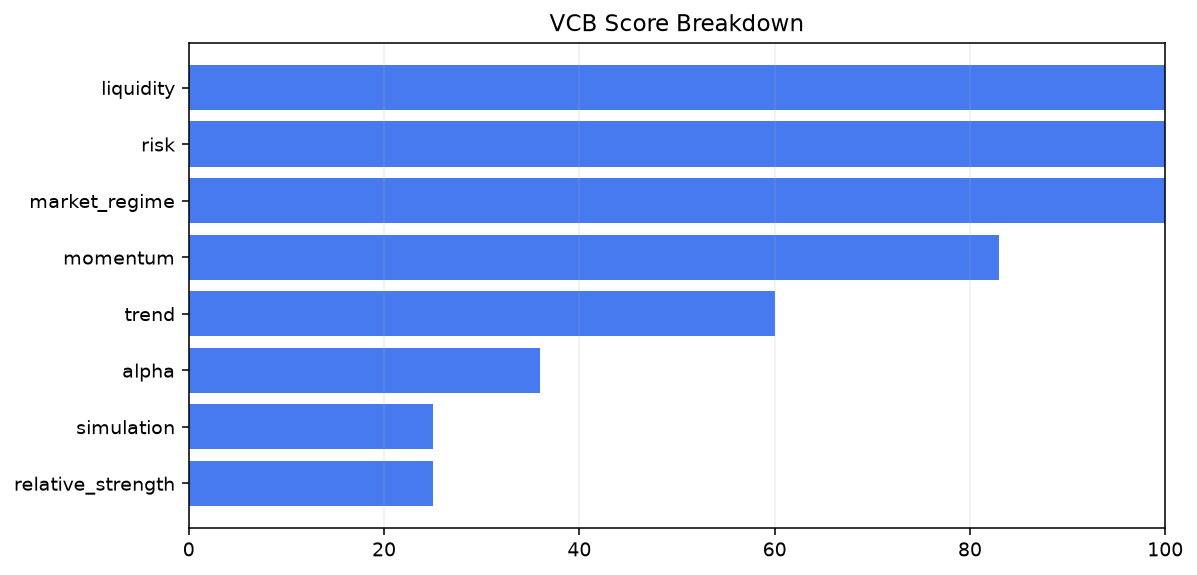 VCB Score Breakdown
liquidity
risk
market_regime
momentum
trend
alpha
simulation
relative_strength
0 20 40 60 80 100